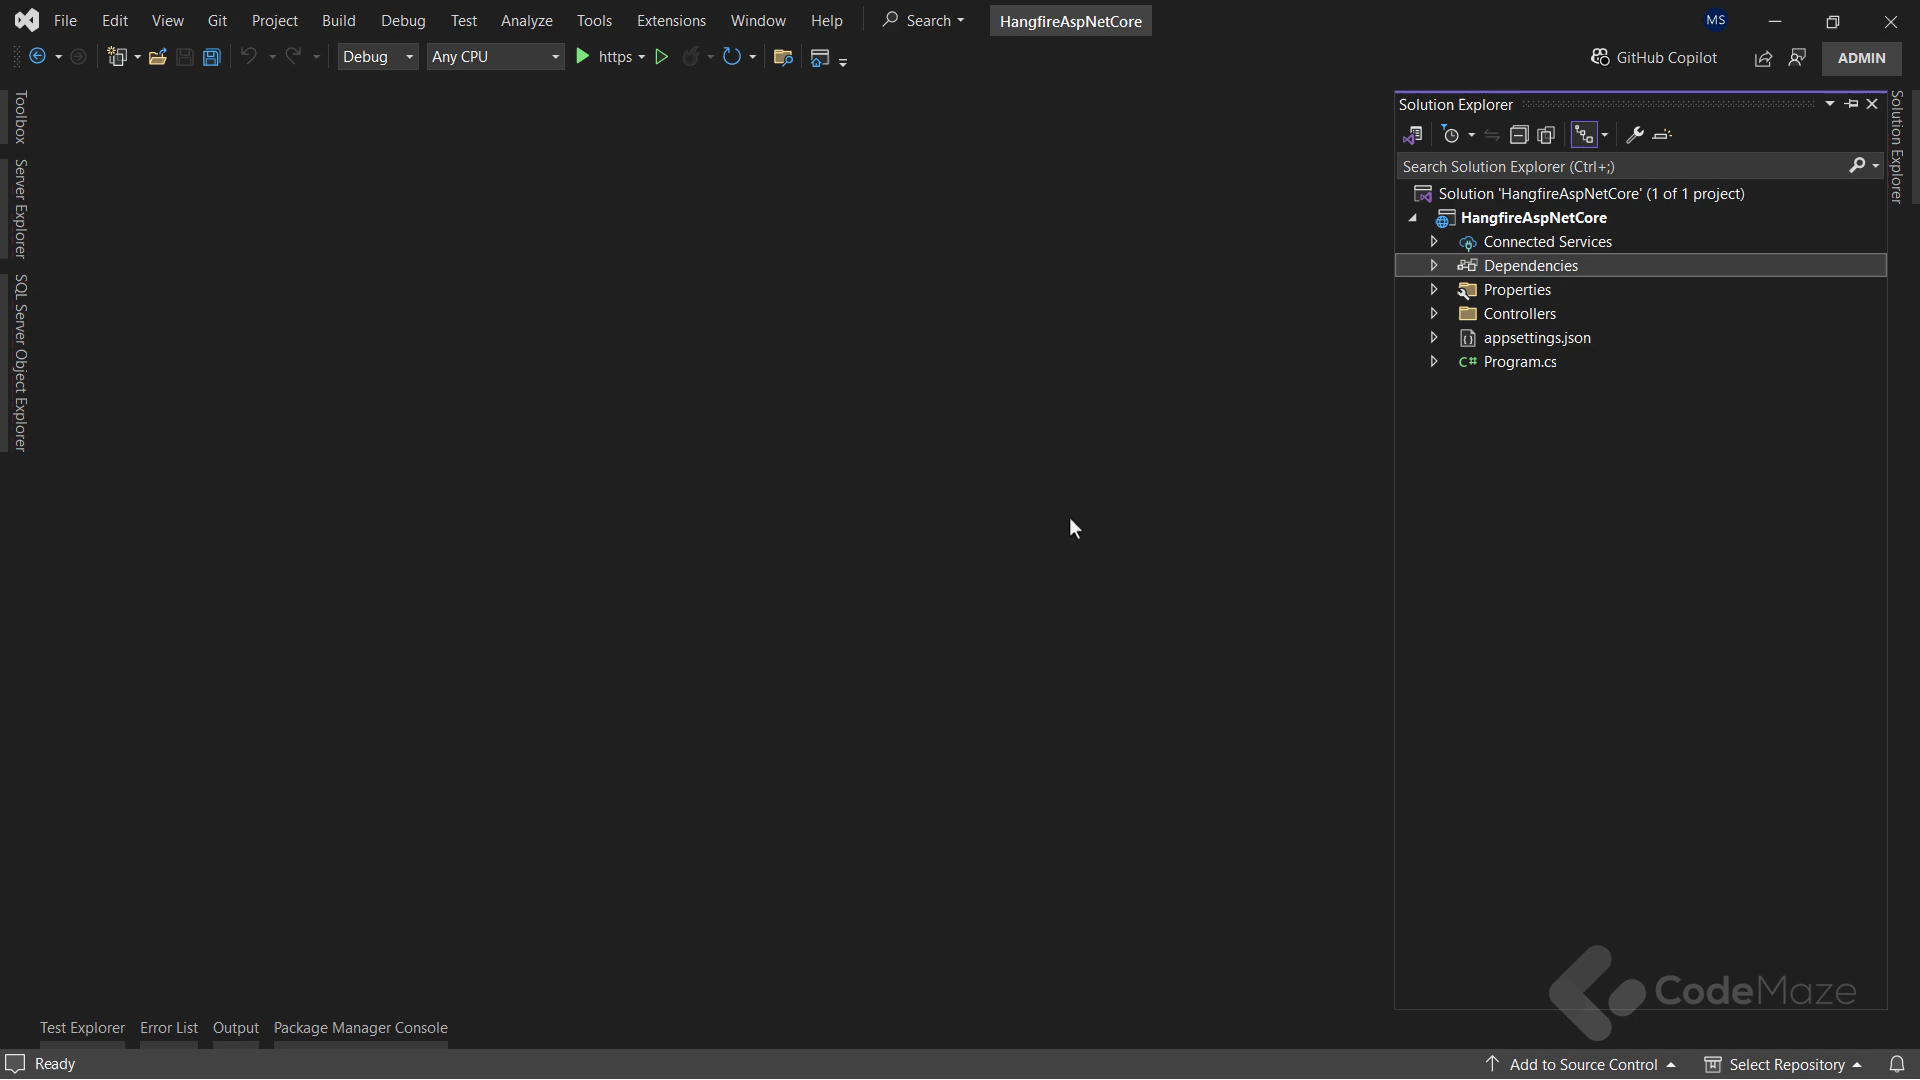 File Edit View Git Project Build Debug Test Analyze Tools Extensions Window Help Search HangfireAspNetCore MS
Debug Any CPU https GitHub Copilot ADMIN
Toolbox
Server Explorer
SQL Server Object Explorer
Solution Explorer
Search Solution Explorer (Ctrl+;)
Solution 'HangfireAspNetCore' (1 of 1 project)
HangfireAspNetCore
Connected Services
Dependencies
Properties
Controllers
appsettings.json
C# Program.cs
Solution Explorer
CodeMaze
Test Explorer Error List Output Package Manager Console
Ready Add to Source Control Select Repository